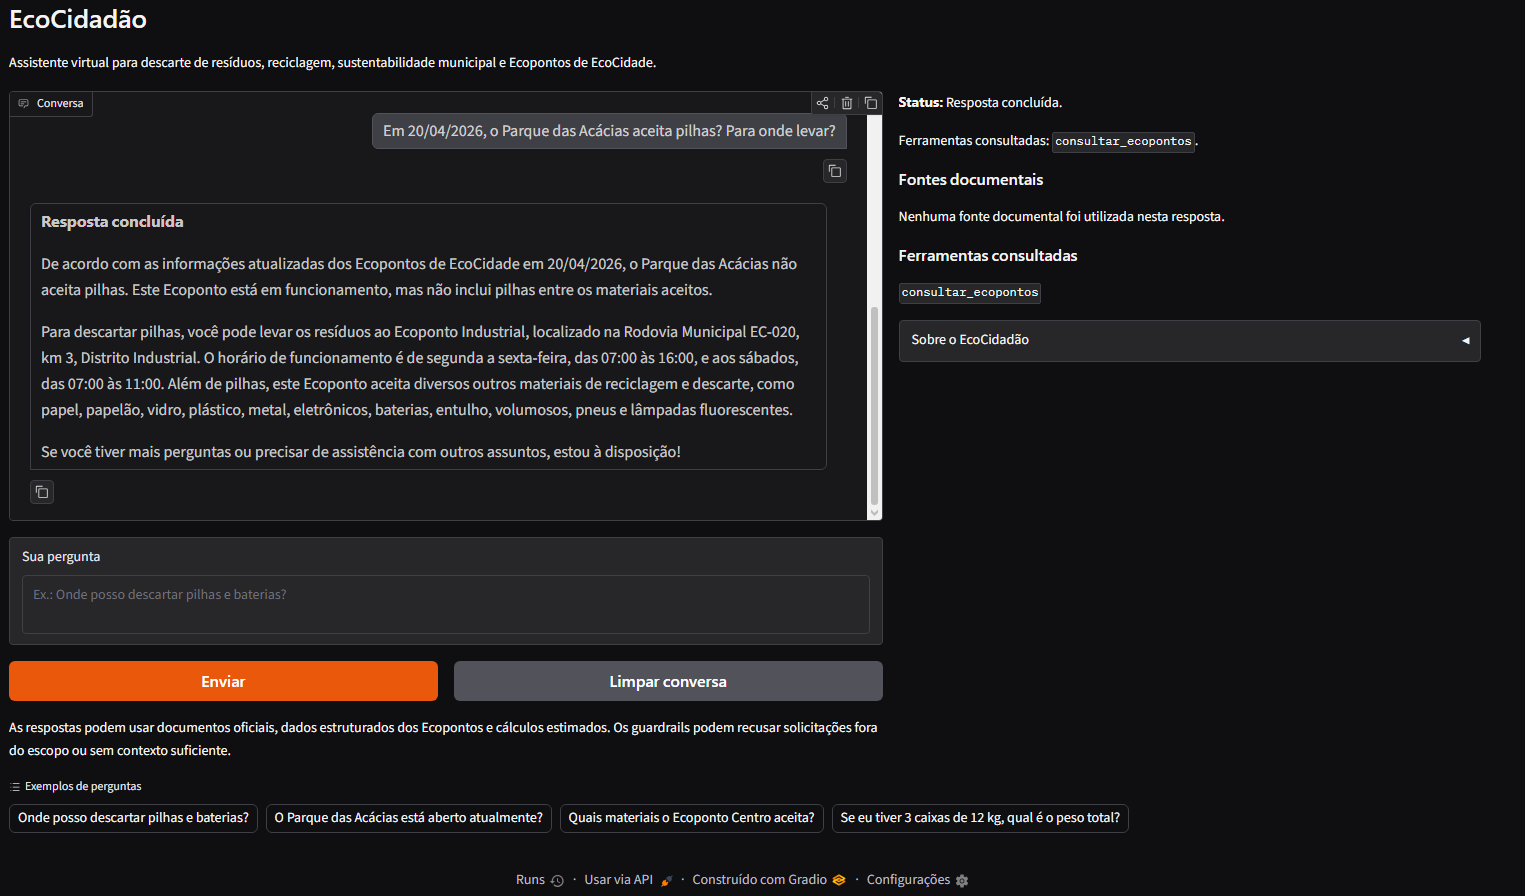 EcoCidadão
Assistente virtual para descarte de resíduos, reciclagem, sustentabilidade municipal e Ecopontos de EcoCidade.
Conversa
Em 20/04/2026, o Parque das Acácias aceita pilhas? Para onde levar?
Resposta concluída
De acordo com as informações atualizadas dos Ecopontos de EcoCidade em 20/04/2026, o Parque das Acácias não
aceita pilhas. Este Ecoponto está em funcionamento, mas não inclui pilhas entre os materiais aceitos.
Para descartar pilhas, você pode levar os resíduos ao Ecoponto Industrial, localizado na Rodovia Municipal EC-020,
km 3, Distrito Industrial. O horário de funcionamento é de segunda a sexta-feira, das 07:00 às 16:00, e aos sábados,
das 07:00 às 11:00. Além de pilhas, este Ecoponto aceita diversos outros materiais de reciclagem e descarte, como
papel, papelão, vidro, plástico, metal, eletrônicos, baterias, entulho, volumosos, pneus e lâmpadas fluorescentes.
Se você tiver mais perguntas ou precisar de assistência com outros assuntos, estou à disposição!
Status: Resposta concluída.
Ferramentas consultadas: consultar_ecopontos.
Fontes documentais
Nenhuma fonte documental foi utilizada nesta resposta.
Ferramentas consultadas
consultar_ecopontos
Sobre o EcoCidadão
Sua pergunta
Ex.: Onde posso descartar pilhas e baterias?
Enviar
Limpar conversa
As respostas podem usar documentos oficiais, dados estruturados dos Ecopontos e cálculos estimados. Os guardrails podem recusar solicitações fora
do escopo ou sem contexto suficiente.
Exemplos de perguntas
Onde posso descartar pilhas e baterias?
O Parque das Acácias está aberto atualmente?
Quais materiais o Ecoponto Centro aceita?
Se eu tiver 3 caixas de 12 kg, qual é o peso total?
Runs · Usar via API · Construído com Gradio · Configurações